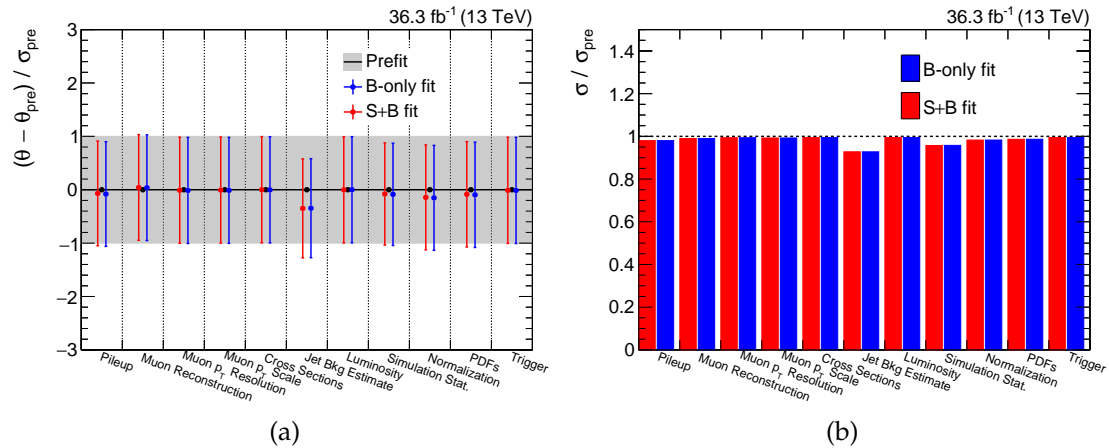 36.3 fb⁻¹ (13 TeV)
(θ − θpre) / σpre
3
2
1
0
−1
−2
−3
Prefit
B-only fit
S+B fit
Pileup
Muon Reconstruction
Muon pT Resolution
Muon pT Scale
Cross Sections
Jet Bkg Estimate
Luminosity
Simulation Stat.
Normalization
PDFs
Trigger
(a)
36.3 fb⁻¹ (13 TeV)
σ / σpre
1.4
1.2
1
0.8
0.6
0.4
0.2
0
B-only fit
S+B fit
Pileup
Muon Reconstruction
Muon pT Resolution
Muon pT Scale
Cross Sections
Jet Bkg Estimate
Luminosity
Simulation Stat.
Normalization
PDFs
Trigger
(b)